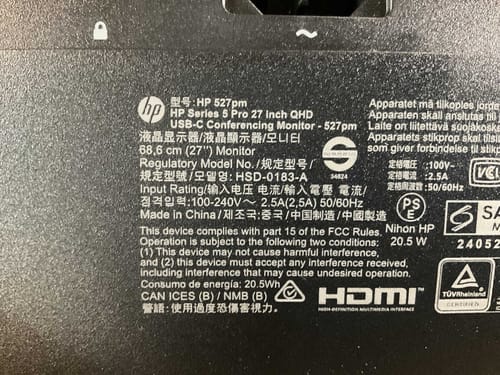 hp
型号: HP 527pm
HP Series 5 Pro 27 Inch QHD
USB-C Conferencing Monitor - 527pm
液晶显示器/液晶顯示器/모니터
68,6 cm (27") Monitor
Regulatory Model No./规定型号/
規定型號/모델명: HSD-0183-A
Input Rating/输入电压 电流/輸入電壓 電流/
정격입력: 100-240V~ 2.5A(2,5A) 50/60Hz
Made in China/제조국:중국/中国制造/中國製造
This device complies with part 15 of the FCC Rules.
Operation is subject to the following two conditions:
(1) This device may not cause harmful interference,
and (2) this device must accept any interference received,
including interference that may cause undesired operation.
Consumo de energía: 20.5Wh
CAN ICES (B) / NMB (B)
警語: 使用過度恐傷害視力。
34824
HDMI
HIGH-DEFINITION MULTIMEDIA INTERFACE
Apparatet må tilkoples jorde
Apparaten skall anslutas till j
Laite on liitettävä suojakosk
Apparatets stikprop skal tils
som giver forbindelse til stik
定格電圧:100V~
定格電流:2.5A
定格周波数:50/60Hz
PS
E
Nihon HP
20.5 W
S
SA
24052
TÜVRheinland
CERTIFIED